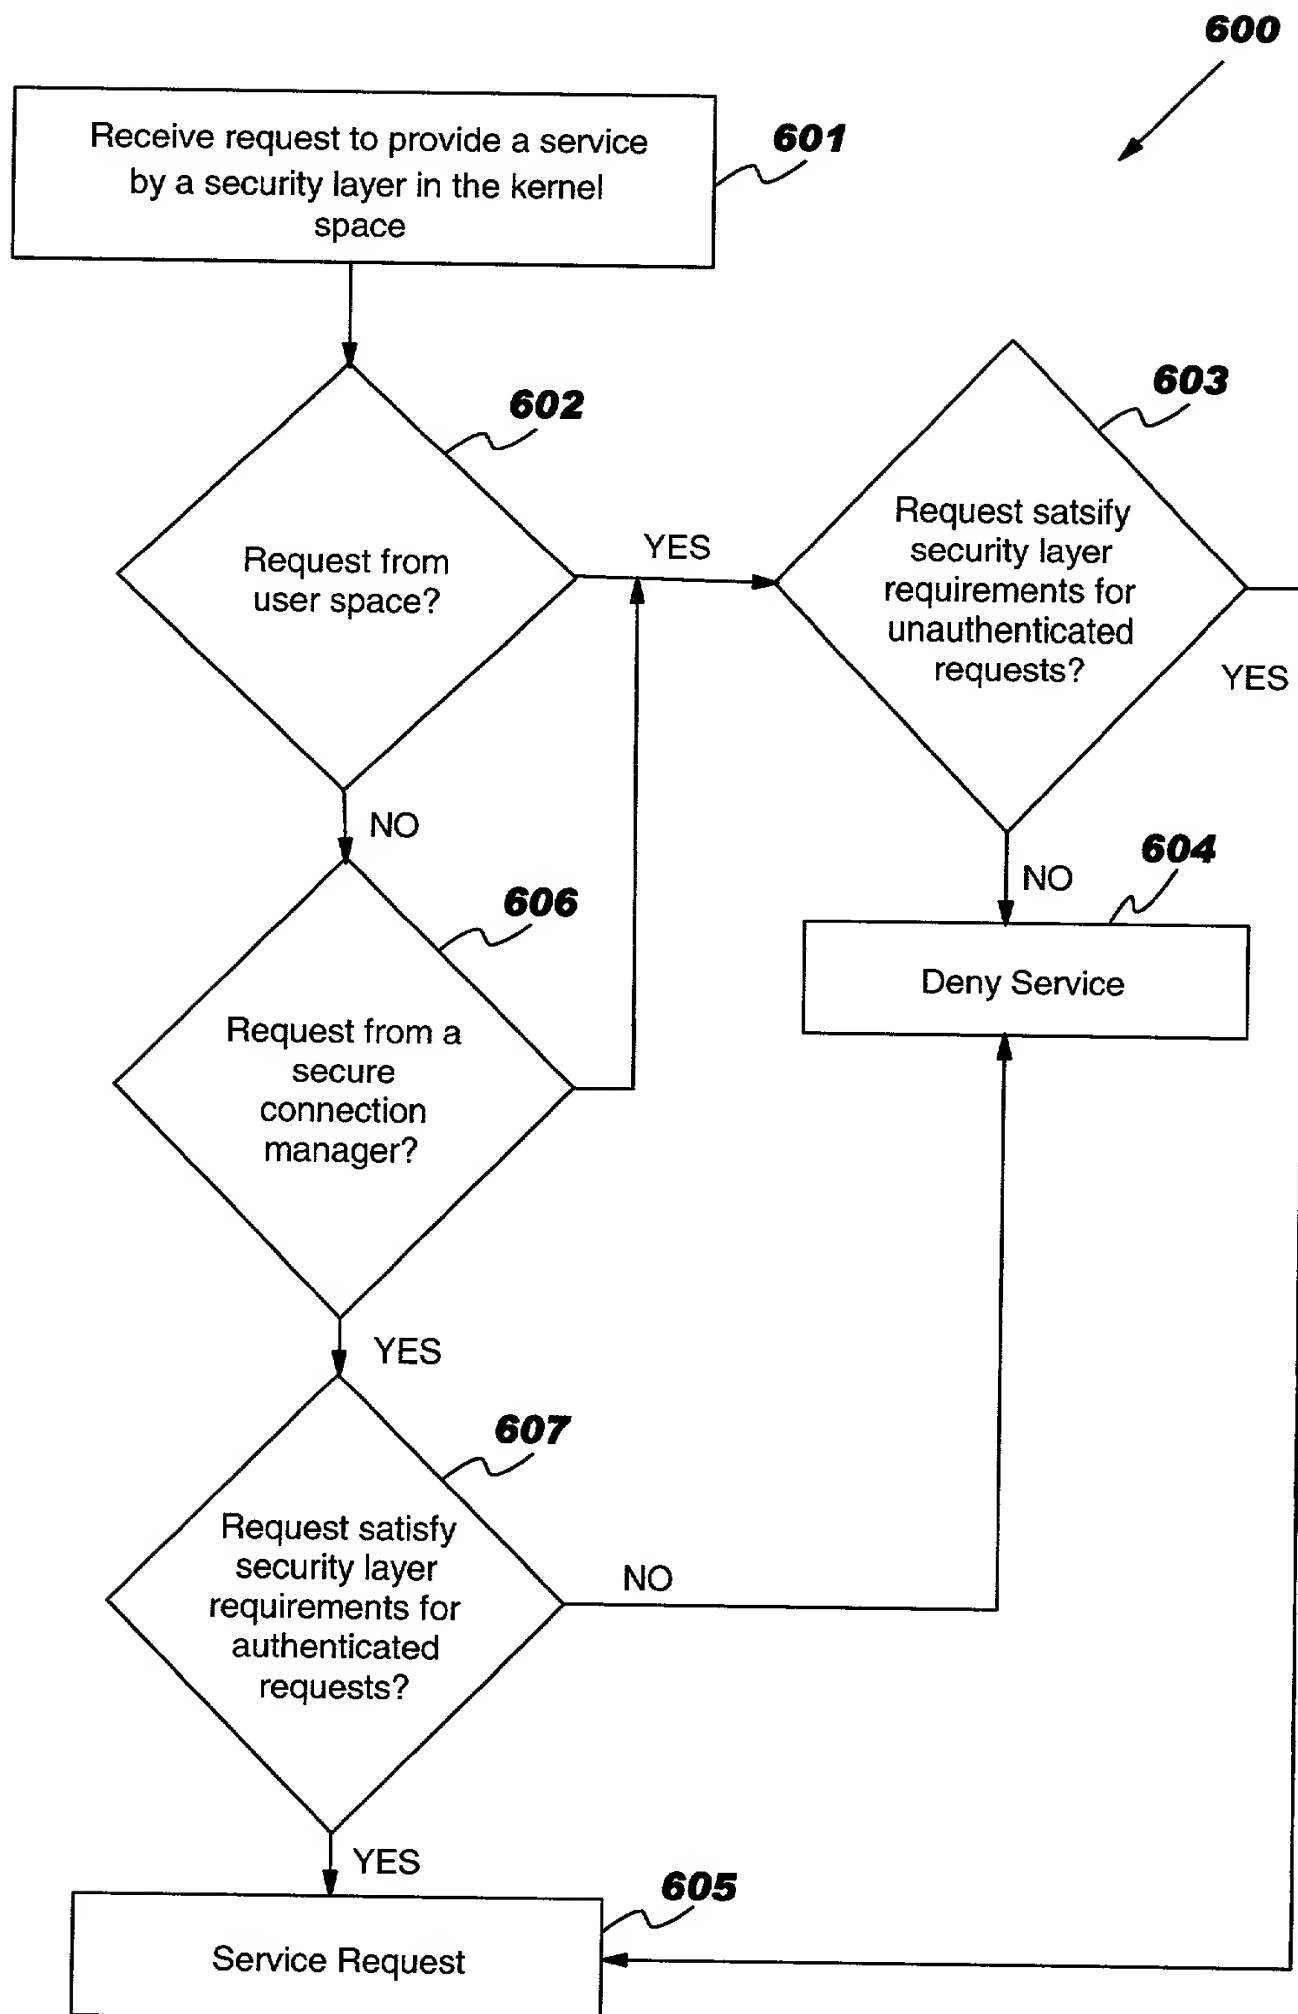 600
Receive request to provide a service
by a security layer in the kernel
space
601
602
603
Request from
user space?
YES
Request satsify
security layer
requirements for
unauthenticated
requests?
YES
NO
NO
604
606
Deny Service
Request from a
secure
connection
manager?
YES
607
Request satisfy
security layer
requirements for
authenticated
requests?
NO
YES
605
Service Request